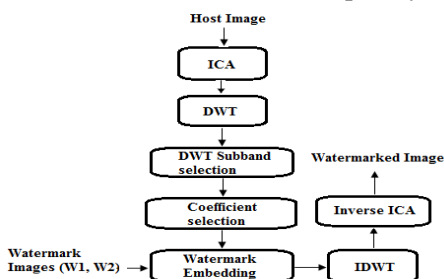 Host Image
ICA
DWT
DWT Subband
selection
Watermarked Image
Coefficient
selection
Inverse ICA
Watermark
Images (W1, W2)
Watermark
Embedding
IDWT